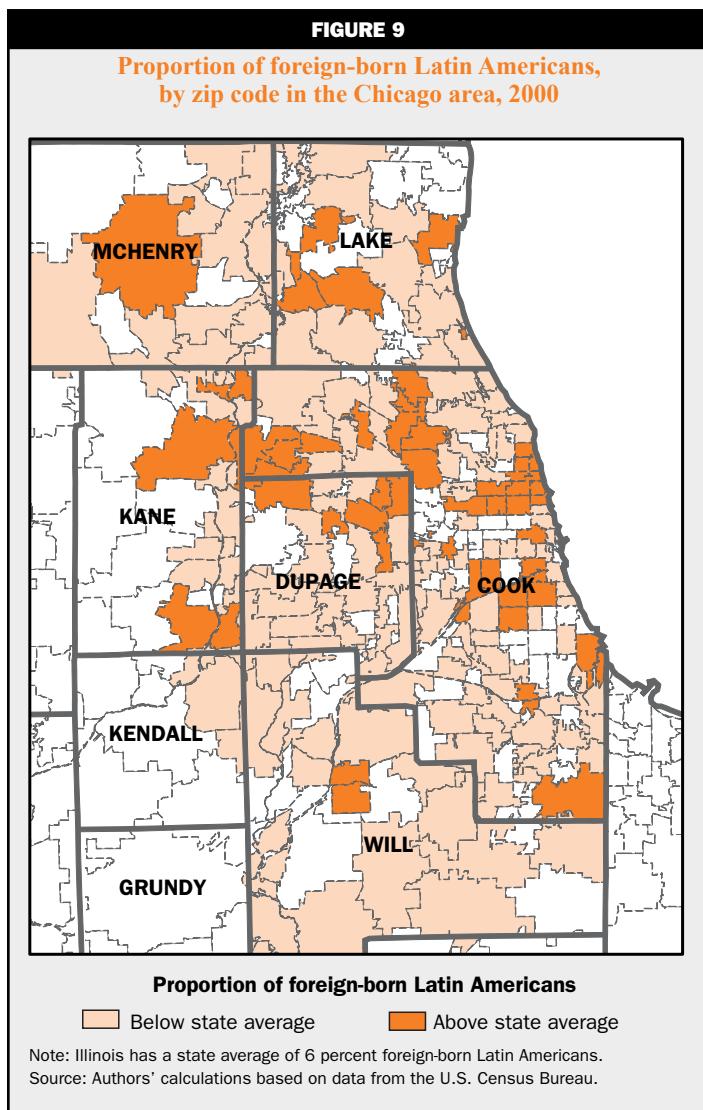 FIGURE 9
Proportion of foreign-born Latin Americans,
by zip code in the Chicago area, 2000
MCHENRY
LAKE
KANE
DUPAGE
COOK
KENDALL
WILL
GRUNDY
Proportion of foreign-born Latin Americans
Below state average
Above state average
Note: Illinois has a state average of 6 percent foreign-born Latin Americans.
Source: Authors' calculations based on data from the U.S. Census Bureau.